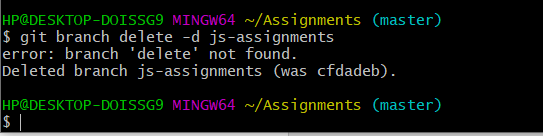 HP@DESKTOP-DOISSG9 MINGW64 ~/Assignments (master)
$ git branch delete -d js-assignments
error: branch 'delete' not found.
Deleted branch js-assignments (was cfdadeb).
HP@DESKTOP-DOISSG9 MINGW64 ~/Assignments (master)
$